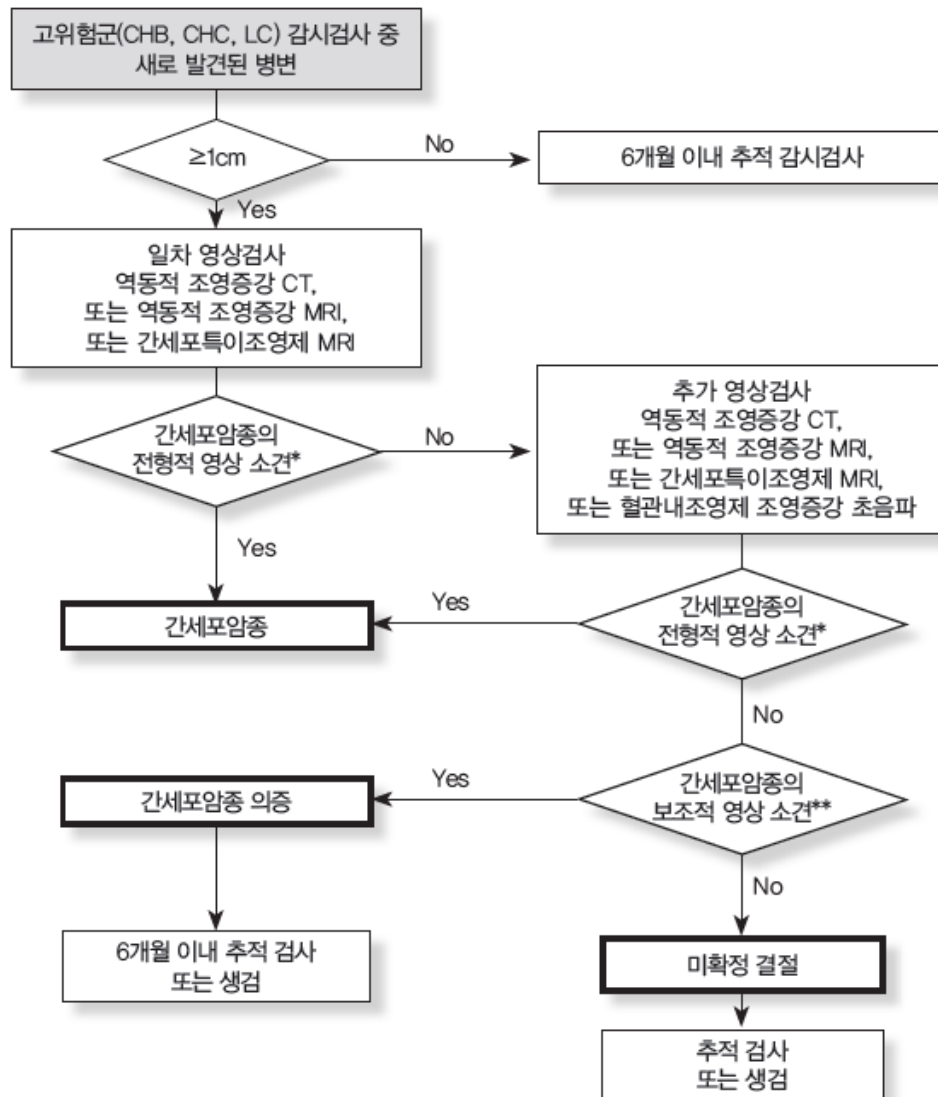 고위험군(CHB, CHC, LC) 감시검사 중
새로 발견된 병변
≥1cm
No
6개월 이내 추적 감시검사
Yes
일차 영상검사
역동적 조영증강 CT,
또는 역동적 조영증강 MRI,
또는 간세포특이조영제 MRI
간세포암종의
전형적 영상 소견*
No
추가 영상검사
역동적 조영증강 CT,
또는 역동적 조영증강 MRI,
또는 간세포특이조영제 MRI,
또는 혈관내조영제 조영증강 초음파
Yes
간세포암종
Yes
간세포암종의
전형적 영상 소견*
No
간세포암종 의증
Yes
간세포암종의
보조적 영상 소견**
No
6개월 이내 추적 검사
또는 생검
미확정 결절
추적 검사
또는 생검